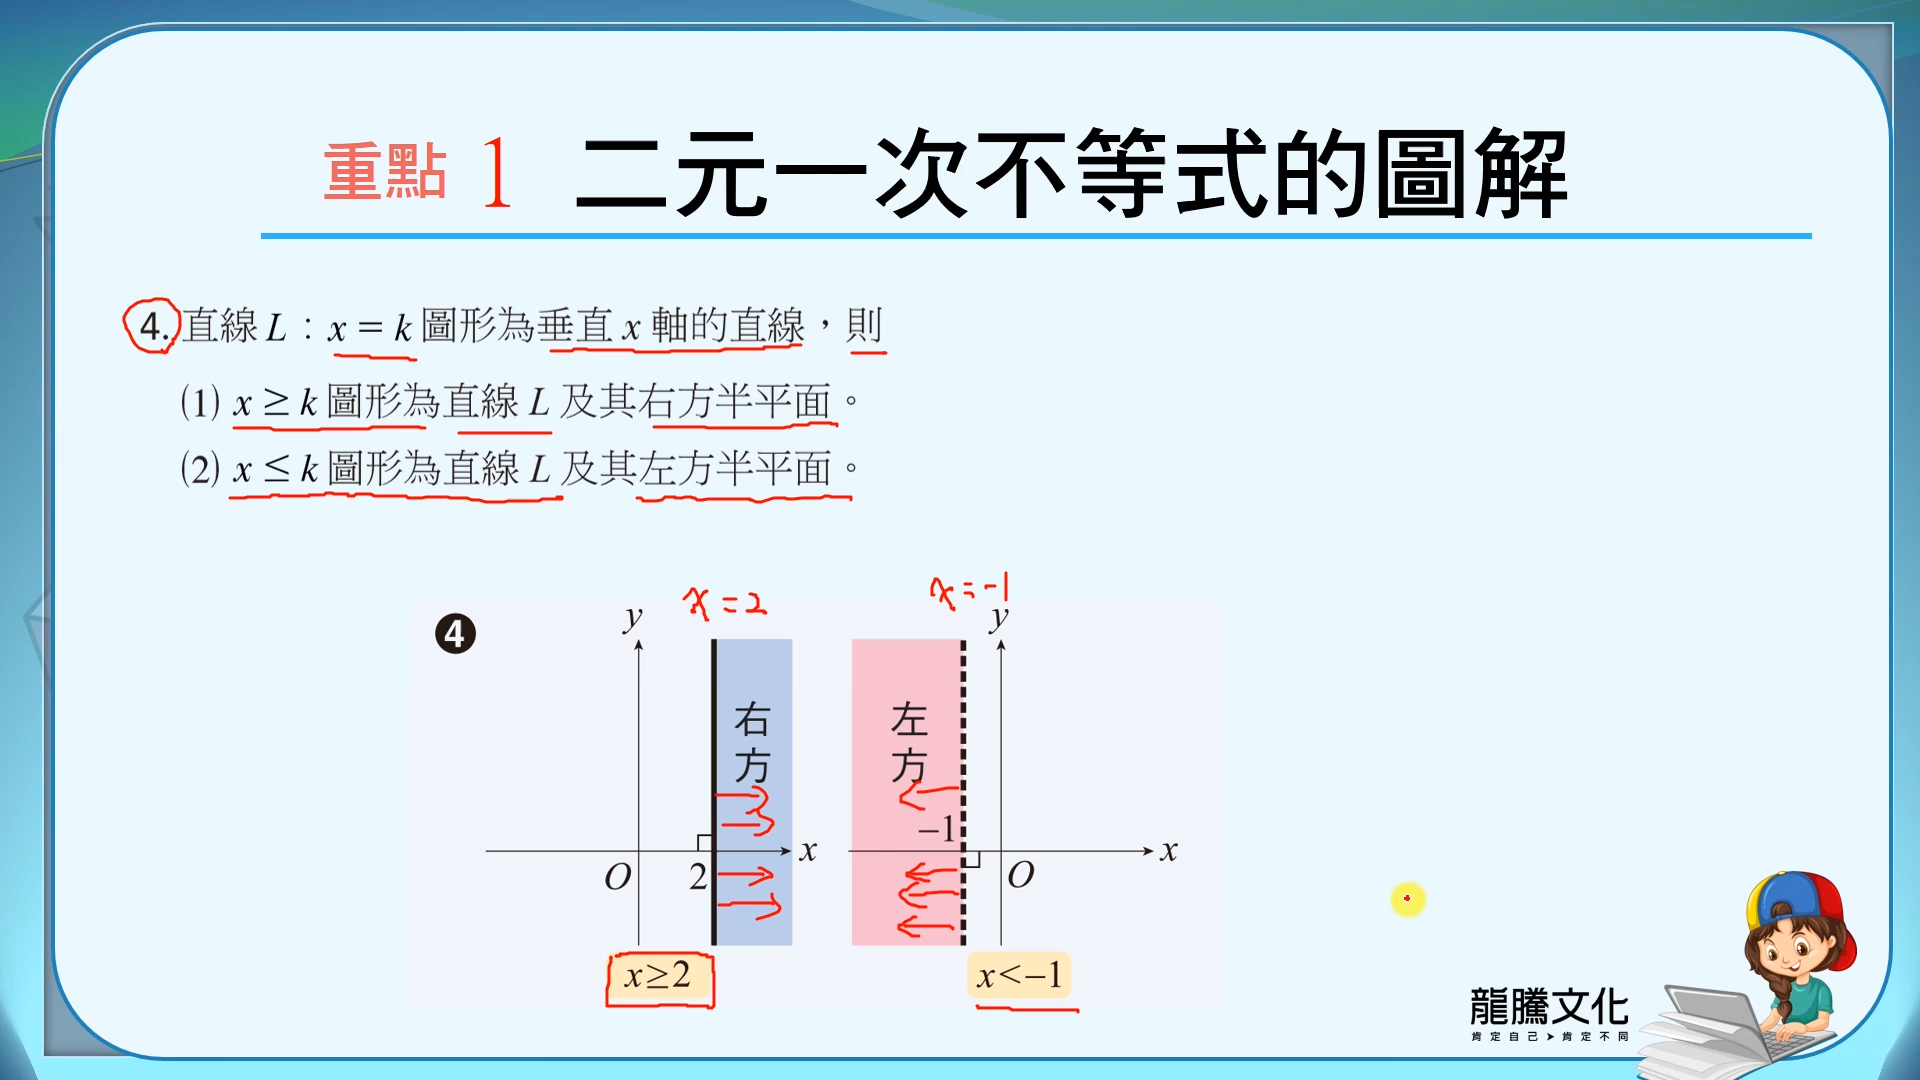 重點 1 二元一次不等式的圖解
4. 直線 L：x = k 圖形為垂直 x 軸的直線，則
(1) x ≥ k 圖形為直線 L 及其右方半平面。
(2) x ≤ k 圖形為直線 L 及其左方半平面。
❹
x = 2
x = -1
y
y
右方
左方
−1
x
x
O
2
O
x≥2
x<−1
龍騰文化
肯定自己➤肯定不同